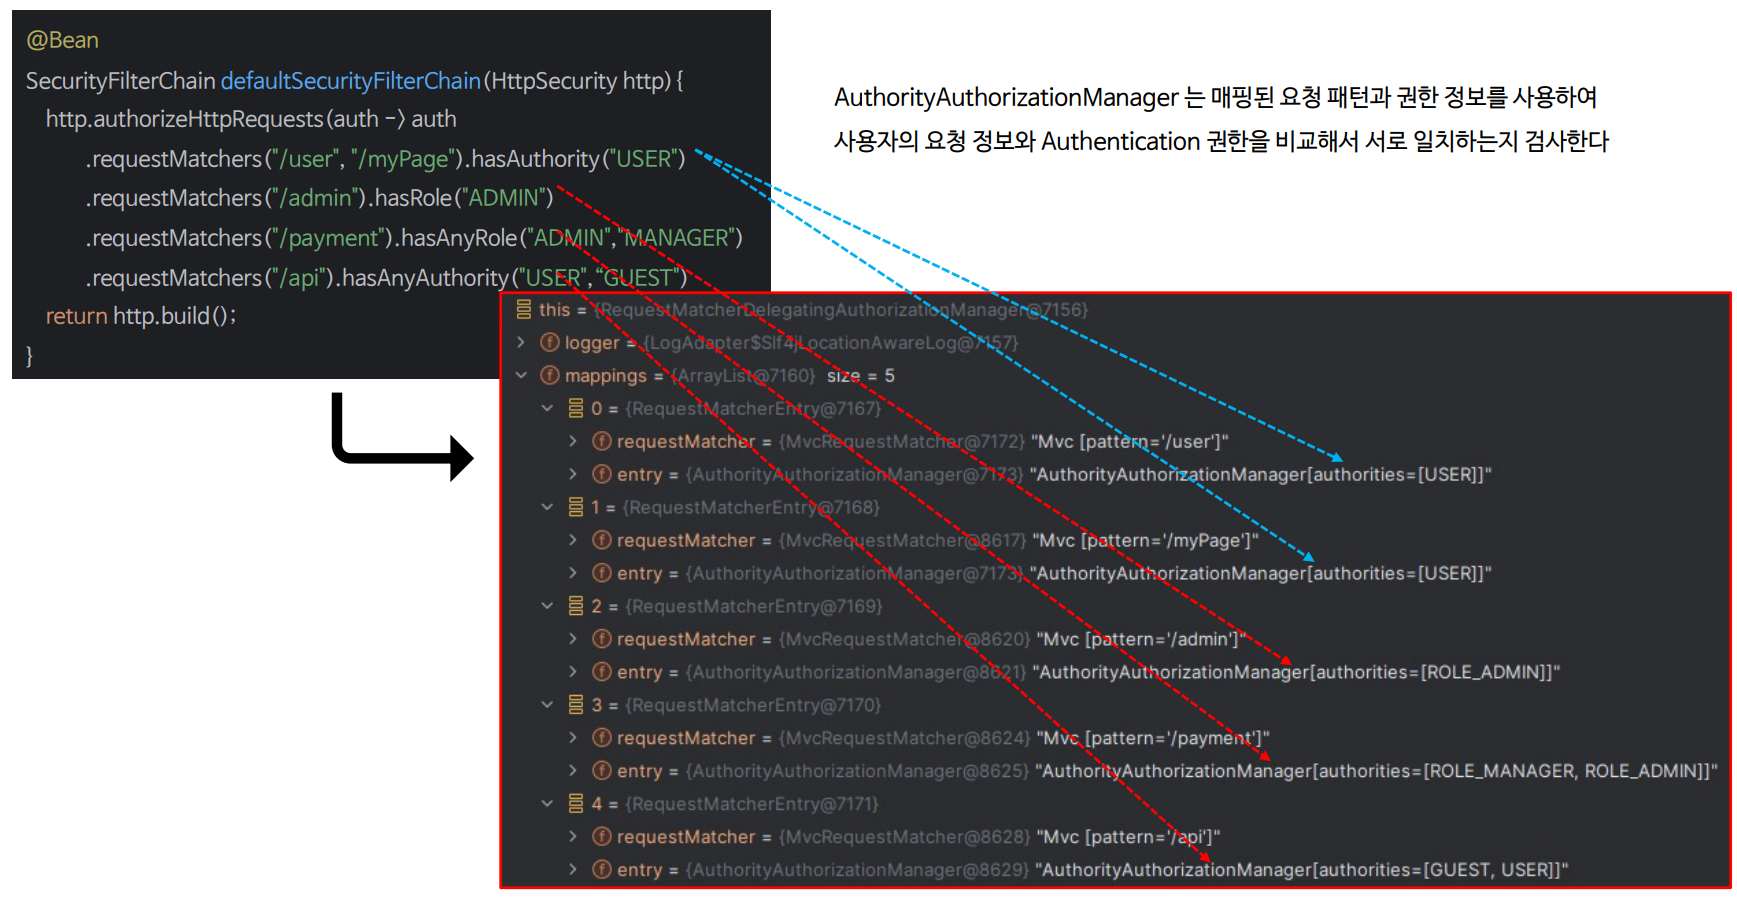 @Bean
SecurityFilterChain defaultSecurityFilterChain(HttpSecurity http) {
http.authorizeHttpRequests(auth -> auth
.requestMatchers("/user", "/myPage").hasAuthority("USER")
.requestMatchers("/admin").hasRole("ADMIN")
.requestMatchers("/payment").hasAnyRole("ADMIN","MANAGER")
.requestMatchers("/api").hasAnyAuthority("USER",“GUEST")
return http.build();
}
AuthorityAuthorizationManager 는 매핑된 요청 패턴과 권한 정보를 사용하여
사용자의 요청 정보와 Authentication 권한을 비교해서 서로 일치하는지 검사한다
this = {RequestMatcherDelegatingAuthorizationManager@7156}
logger = {LogAdapter$Slf4jLocationAwareLog@7157}
mappings = {ArrayList@7160} size = 5
0 = {RequestMatcherEntry@7167}
requestMatcher = {MvcRequestMatcher@7172} "Mvc [pattern='/user']"
entry = {AuthorityAuthorizationManager@7173} "AuthorityAuthorizationManager[authorities=[USER]]"
1 = {RequestMatcherEntry@7168}
requestMatcher = {MvcRequestMatcher@8617} "Mvc [pattern='/myPage']"
entry = {AuthorityAuthorizationManager@7173} "AuthorityAuthorizationManager[authorities=[USER]]"
2 = {RequestMatcherEntry@7169}
requestMatcher = {MvcRequestMatcher@8620} "Mvc [pattern='/admin']"
entry = {AuthorityAuthorizationManager@8621} "AuthorityAuthorizationManager[authorities=[ROLE_ADMIN]]"
3 = {RequestMatcherEntry@7170}
requestMatcher = {MvcRequestMatcher@8624} "Mvc [pattern='/payment']"
entry = {AuthorityAuthorizationManager@8625} "AuthorityAuthorizationManager[authorities=[ROLE_MANAGER, ROLE_ADMIN]]"
4 = {RequestMatcherEntry@7171}
requestMatcher = {MvcRequestMatcher@8628} "Mvc [pattern='/api']"
entry = {AuthorityAuthorizationManager@8629} "AuthorityAuthorizationManager[authorities=[GUEST, USER]]"